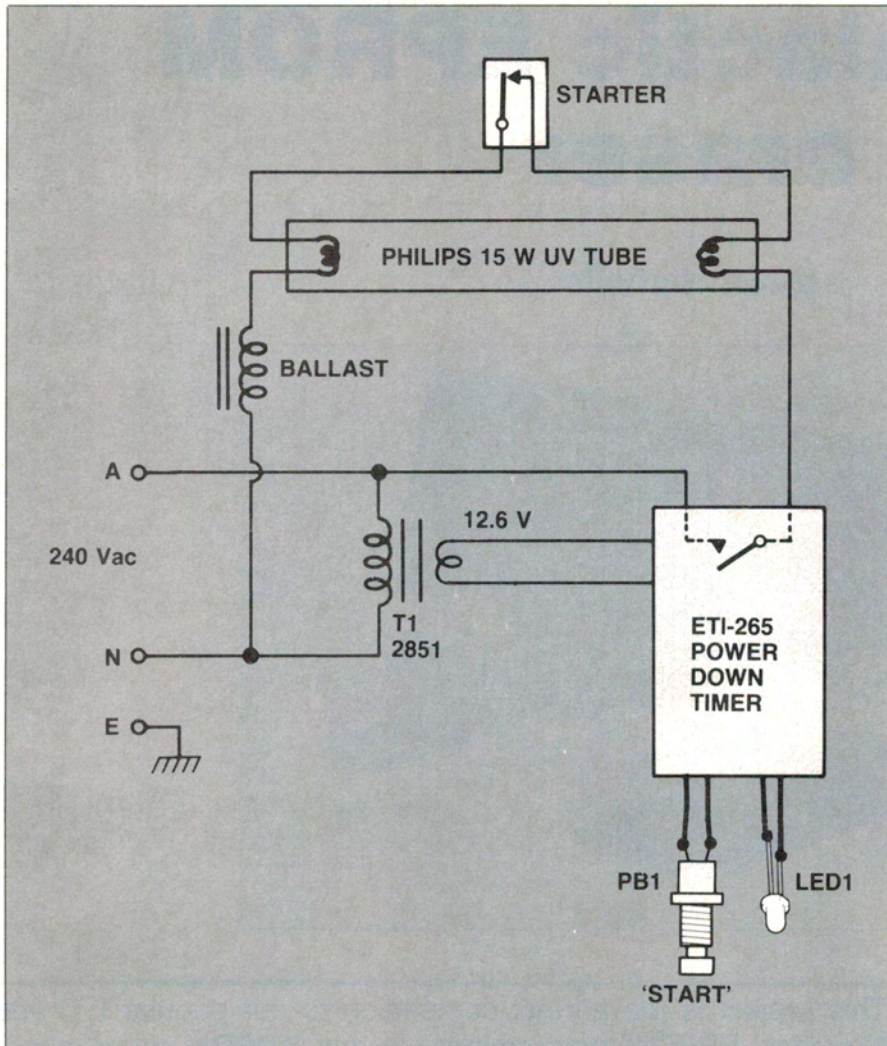 STARTER
PHILIPS 15 W UV TUBE
BALLAST
A
12.6 V
240 Vac
T1
2851
ETI-265
POWER
DOWN
TIMER
N
E
PB1
LED1
'START'